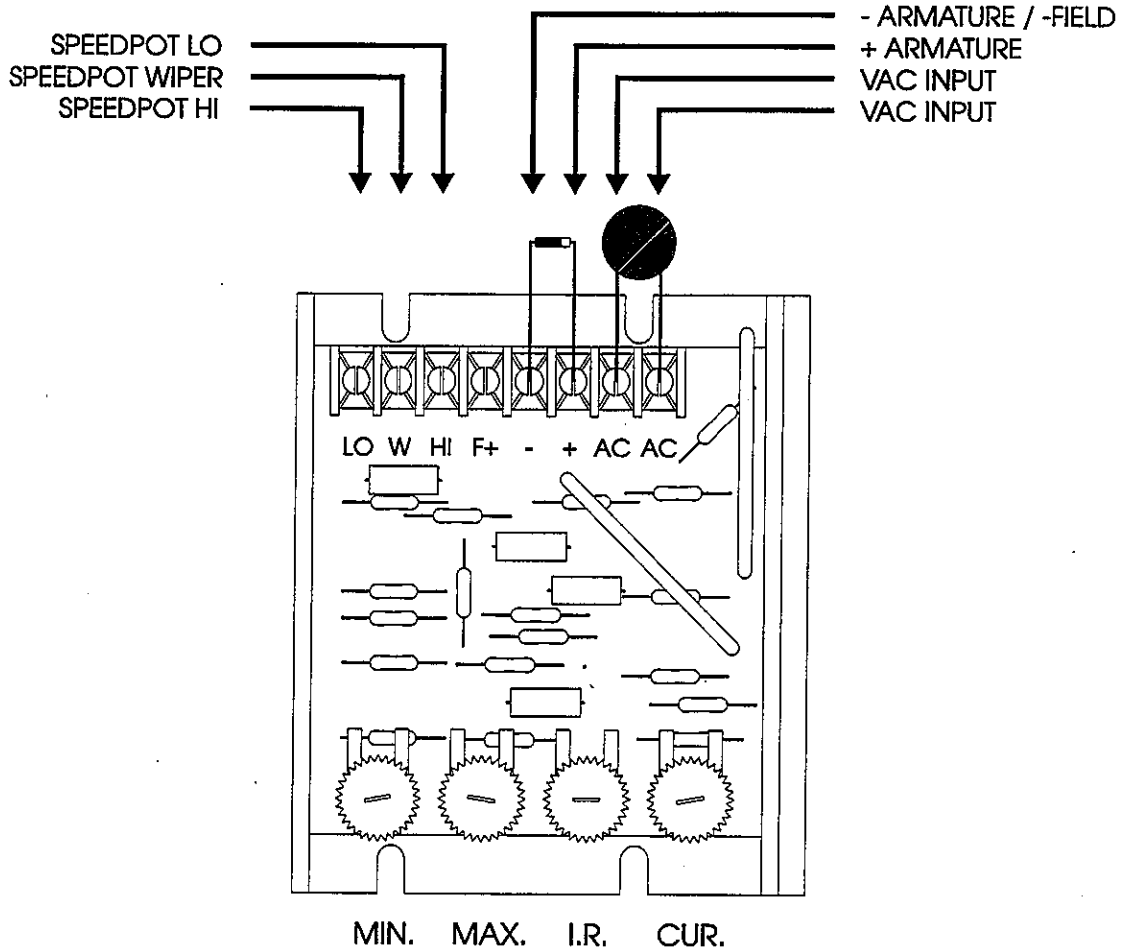 SPEEDPOT LO
SPEEDPOT WIPER
SPEEDPOT HI
- ARMATURE / -FIELD
+ ARMATURE
VAC INPUT
VAC INPUT
LO W HI F+ - + AC AC
MIN. MAX. I.R. CUR.